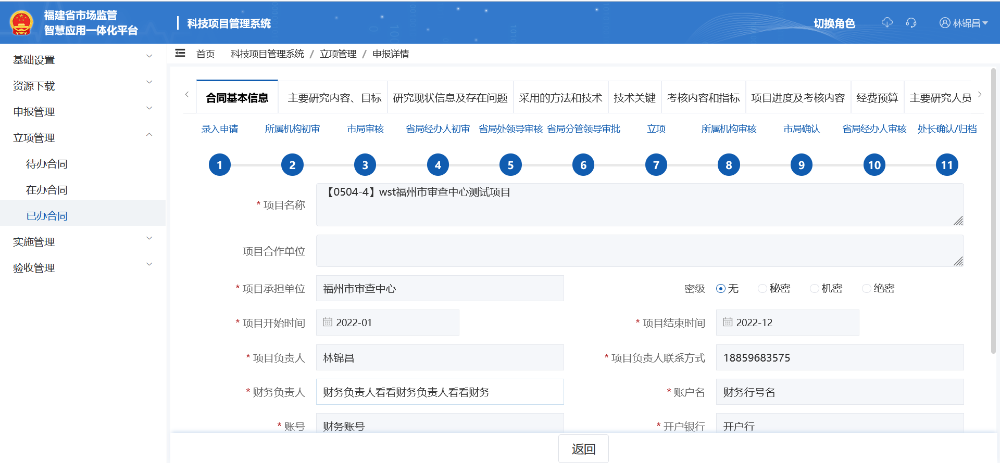 福建省市场监管
智慧应用一体化平台
科技项目管理系统
切换角色
林锦昌
基础设置
资源下载
申报管理
立项管理
待办合同
在办合同
已办合同
实施管理
验收管理
首页 科技项目管理系统 / 立项管理 / 申报详情
合同基本信息 主要研究内容、目标 研究现状信息及存在问题 采用的方法和技术 技术关键 考核内容和指标 项目进度及考核内容 经费预算 主要研究人员
录入申请 所属机构初审 市局审核 省局经办人初审 省局处领导审核 省局分管领导审批 立项 所属机构审核 市局确认 省局经办人审核 处长确认/归档
1 2 3 4 5 6 7 8 9 10 11
* 项目名称 【0504-4】wst福州市审查中心测试项目
项目合作单位
* 项目承担单位 福州市审查中心 密级 无 秘密 机密 绝密
* 项目开始时间 2022-01 * 项目结束时间 2022-12
* 项目负责人 林锦昌 * 项目负责人联系方式 18859683575
* 财务负责人 财务负责人看看财务负责人看看财务 * 账户名 财务行号名
* 账号 财务账号 * 开户银行 开户行
返回